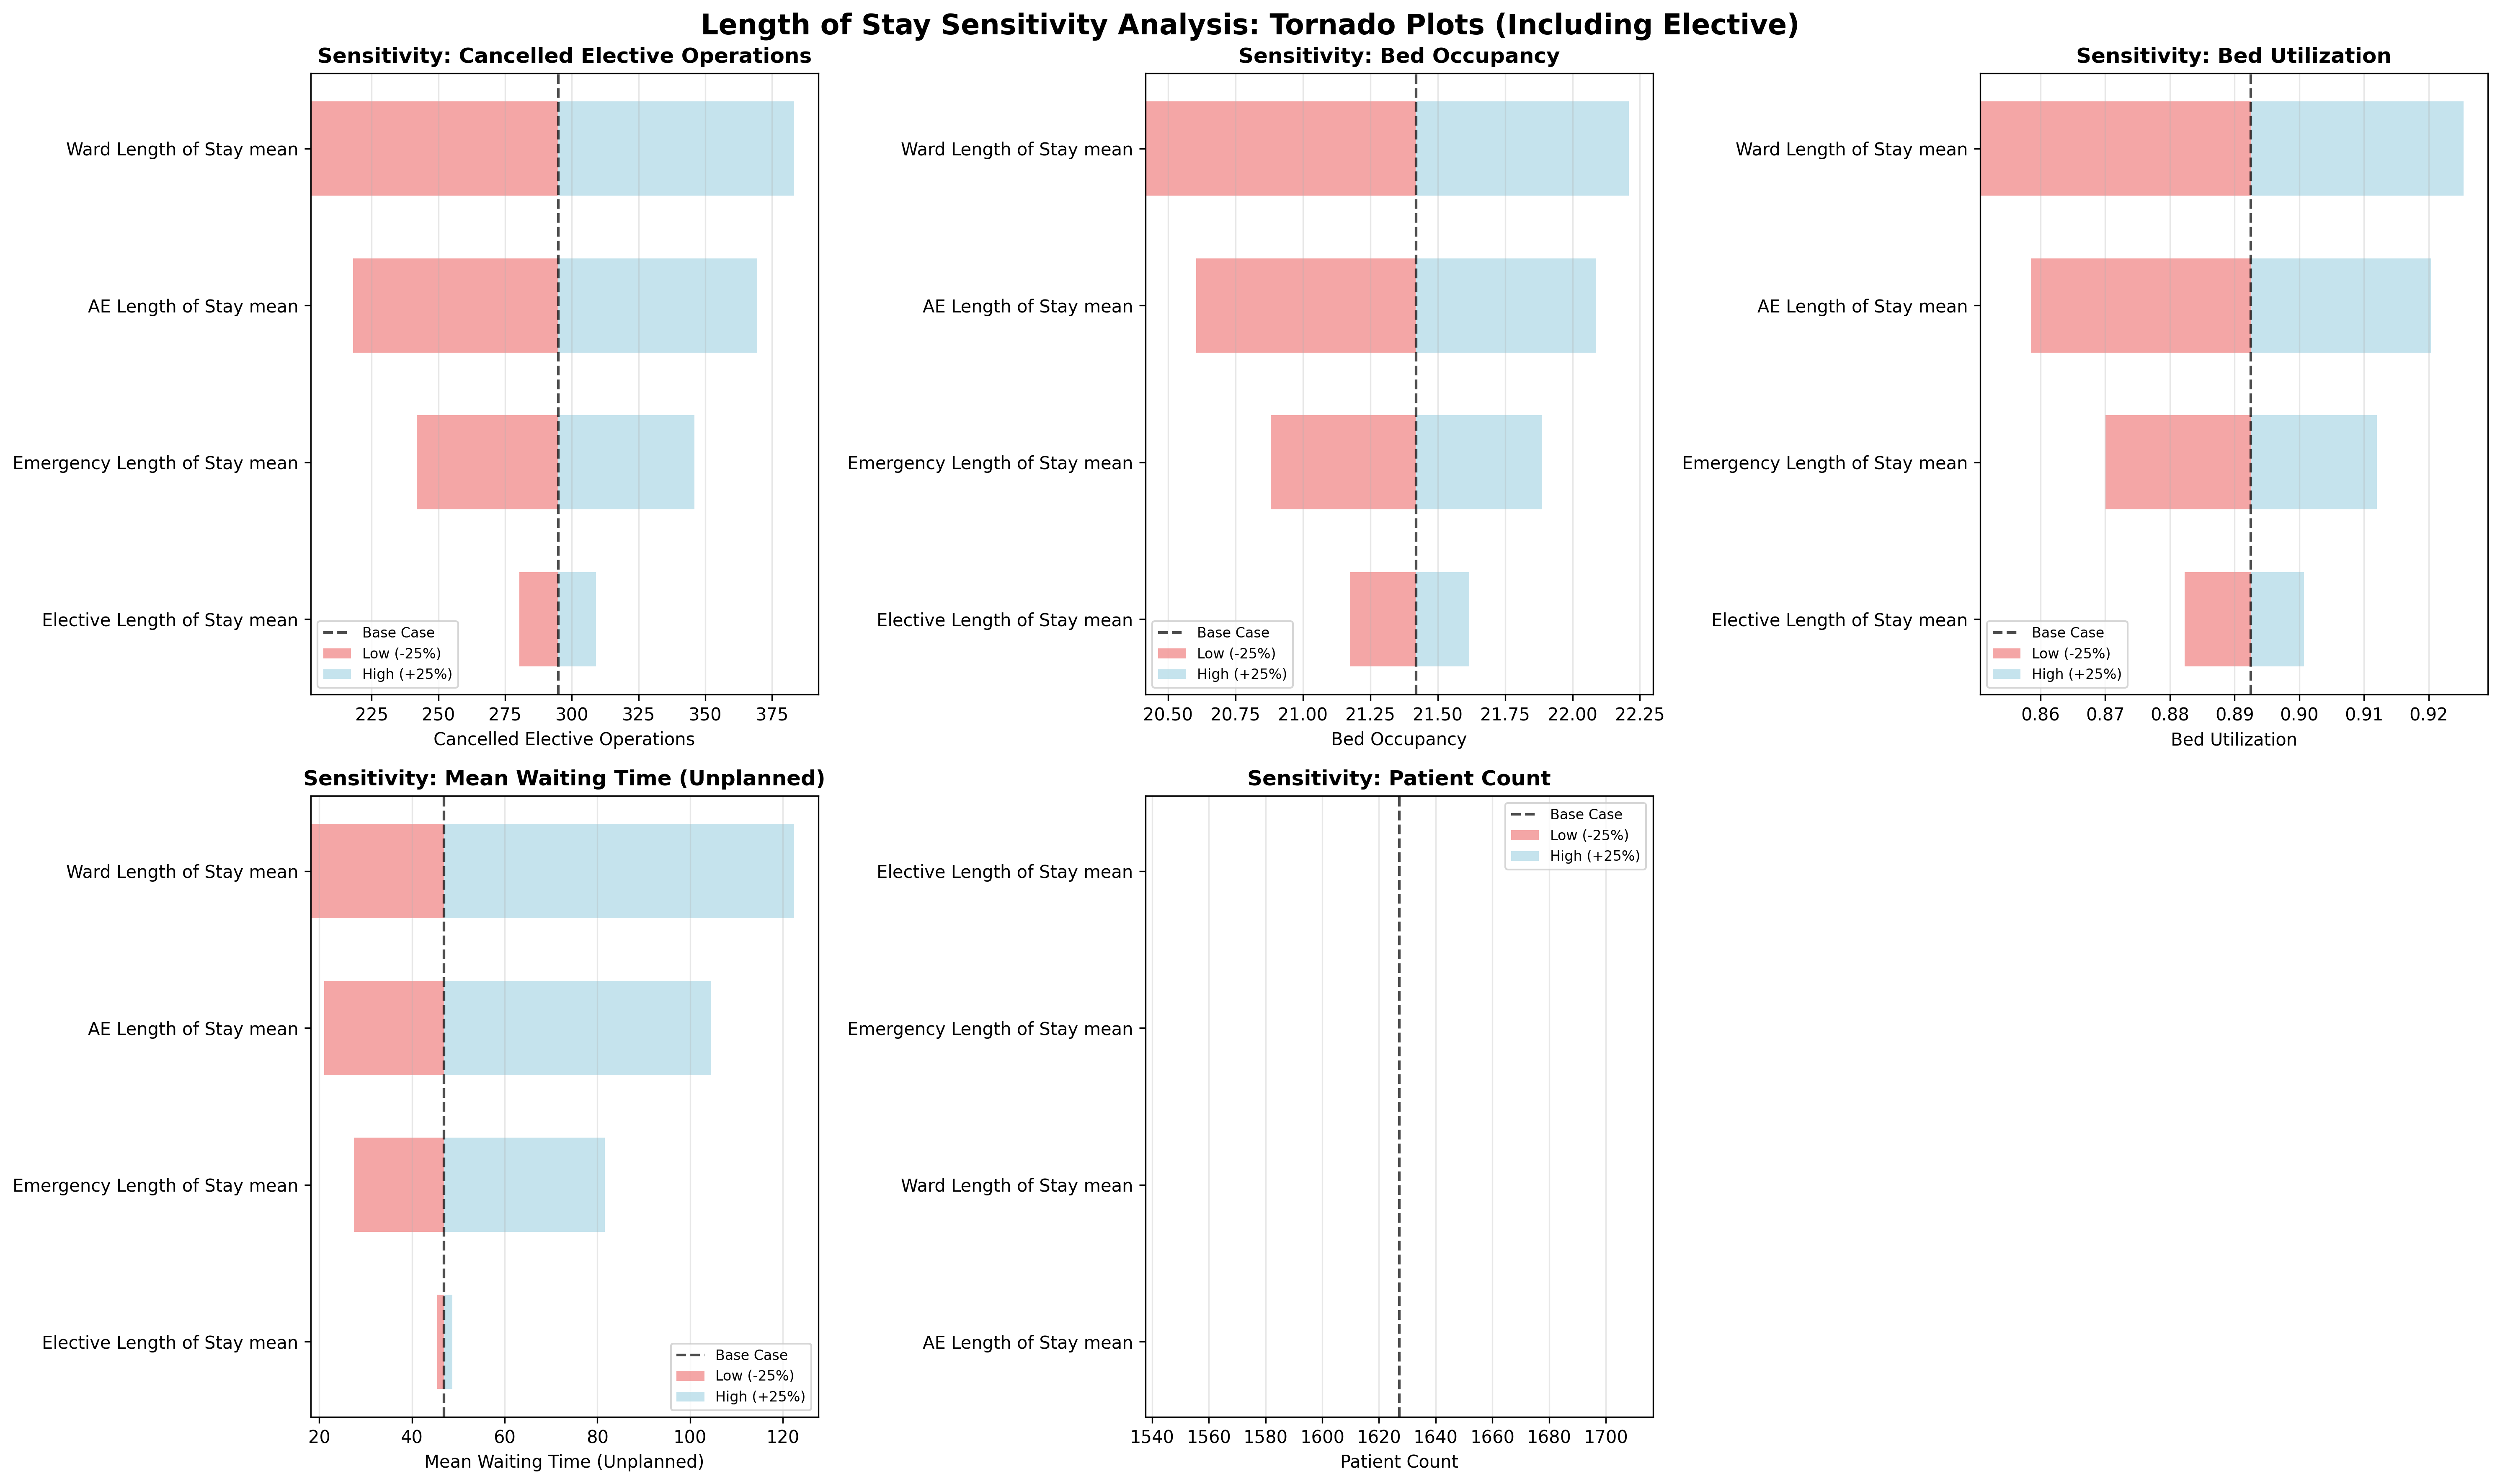 Length of Stay Sensitivity Analysis: Tornado Plots (Including Elective)
Sensitivity: Cancelled Elective Operations
Ward Length of Stay mean
AE Length of Stay mean
Emergency Length of Stay mean
Elective Length of Stay mean
Base Case
Low (-25%)
High (+25%)
225 250 275 300 325 350 375
Cancelled Elective Operations
Sensitivity: Bed Occupancy
Ward Length of Stay mean
AE Length of Stay mean
Emergency Length of Stay mean
Elective Length of Stay mean
Base Case
Low (-25%)
High (+25%)
20.50 20.75 21.00 21.25 21.50 21.75 22.00 22.25
Bed Occupancy
Sensitivity: Bed Utilization
Ward Length of Stay mean
AE Length of Stay mean
Emergency Length of Stay mean
Elective Length of Stay mean
Base Case
Low (-25%)
High (+25%)
0.86 0.87 0.88 0.89 0.90 0.91 0.92
Bed Utilization
Sensitivity: Mean Waiting Time (Unplanned)
Ward Length of Stay mean
AE Length of Stay mean
Emergency Length of Stay mean
Elective Length of Stay mean
Base Case
Low (-25%)
High (+25%)
20 40 60 80 100 120
Mean Waiting Time (Unplanned)
Sensitivity: Patient Count
Base Case
Low (-25%)
High (+25%)
Elective Length of Stay mean
Emergency Length of Stay mean
Ward Length of Stay mean
AE Length of Stay mean
1540 1560 1580 1600 1620 1640 1660 1680 1700
Patient Count